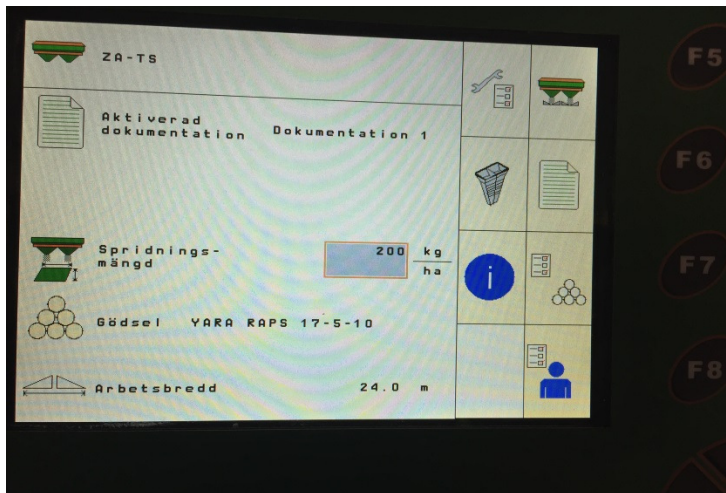 ZA-TS
Aktiverad
dokumentation Dokumentation 1
Spridnings-
mängd
200 kg
ha
i
Gödsel YARA RAPS 17-5-10
Arbetsbredd 24.0 m
F5
F6
F7
F8